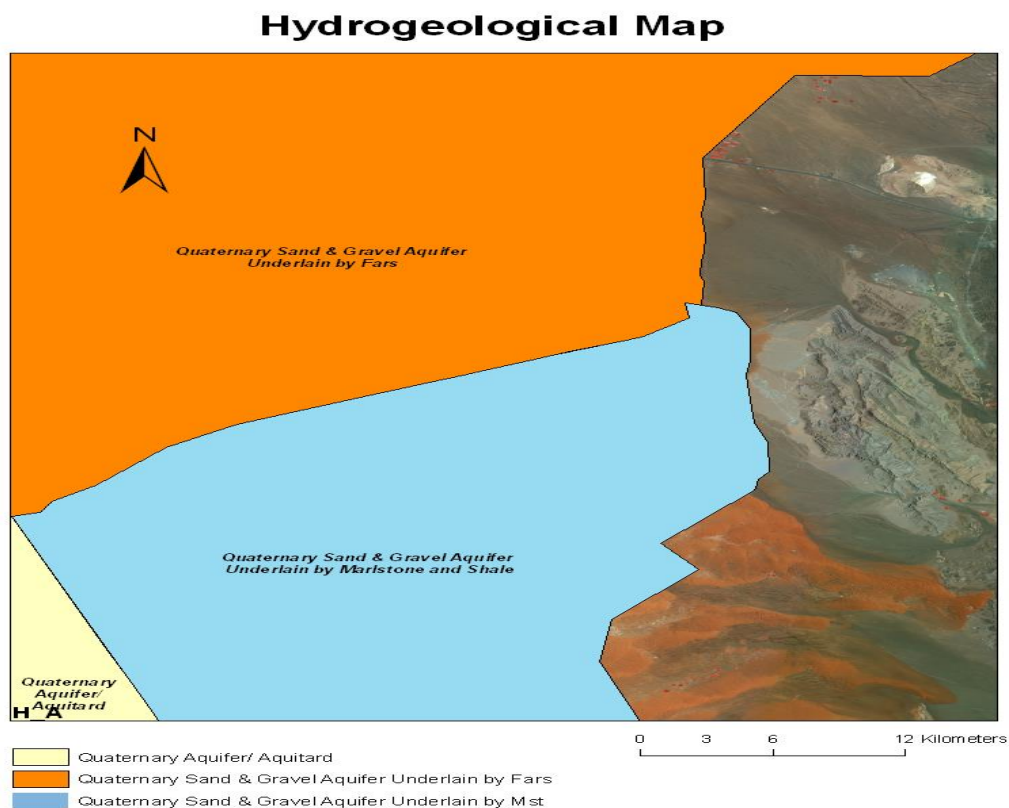 Hydrogeological Map
N
Quaternary Sand & Gravel Aquifer
Underlain by Fars
Quaternary Sand & Gravel Aquifer
Underlain by Marlstone and Shale
Quaternary
Aquifer/
Aquitard
H_A
0 3 6 12 Kilometers
Quaternary Aquifer/ Aquitard
Quaternary Sand & Gravel Aquifer Underlain by Fars
Quaternary Sand & Gravel Aquifer Underlain by Mst